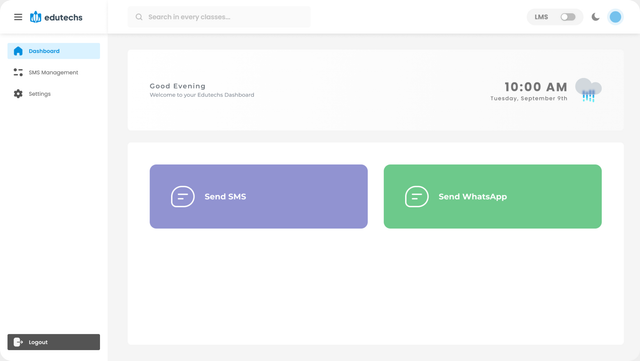 edutechs
Search in every classes...
LMS
Dashboard
SMS Management
Settings
Logout
Good Evening
Welcome to your Edutechs Dashboard
10:00 AM
Tuesday, September 9th
Send SMS
Send WhatsApp